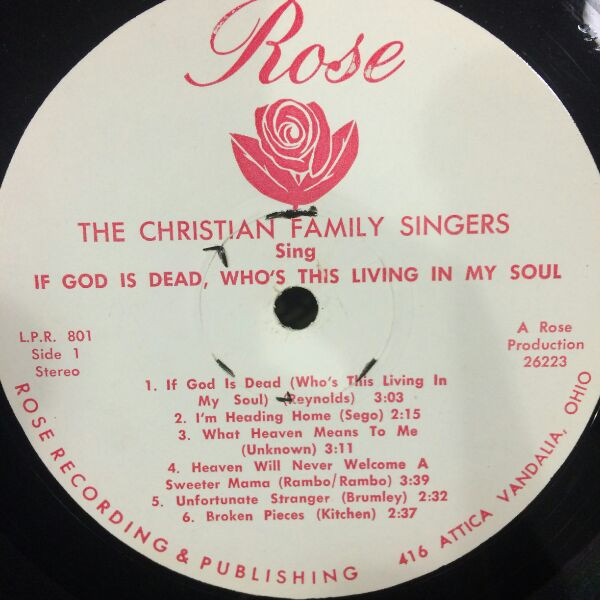 Rose
THE CHRISTIAN FAMILY SINGERS
Sing
IF GOD IS DEAD, WHO'S THIS LIVING IN MY SOUL
L.P.R. 801
Side 1
Stereo
A Rose
Production
26223
1. If God Is Dead (Who's This Living In
My Soul) (Reynolds) 3:03
2. I'm Heading Home (Sego) 2:15
3. What Heaven Means To Me
(Unknown) 3:11
4. Heaven Will Never Welcome A
Sweeter Mama (Rambo/Rambo) 3:39
5. Unfortunate Stranger (Brumley) 2:32
6. Broken Pieces (Kitchen) 2:37
ROSE RECORDING & PUBLISHING 416 ATTICA VANDALIA, OHIO